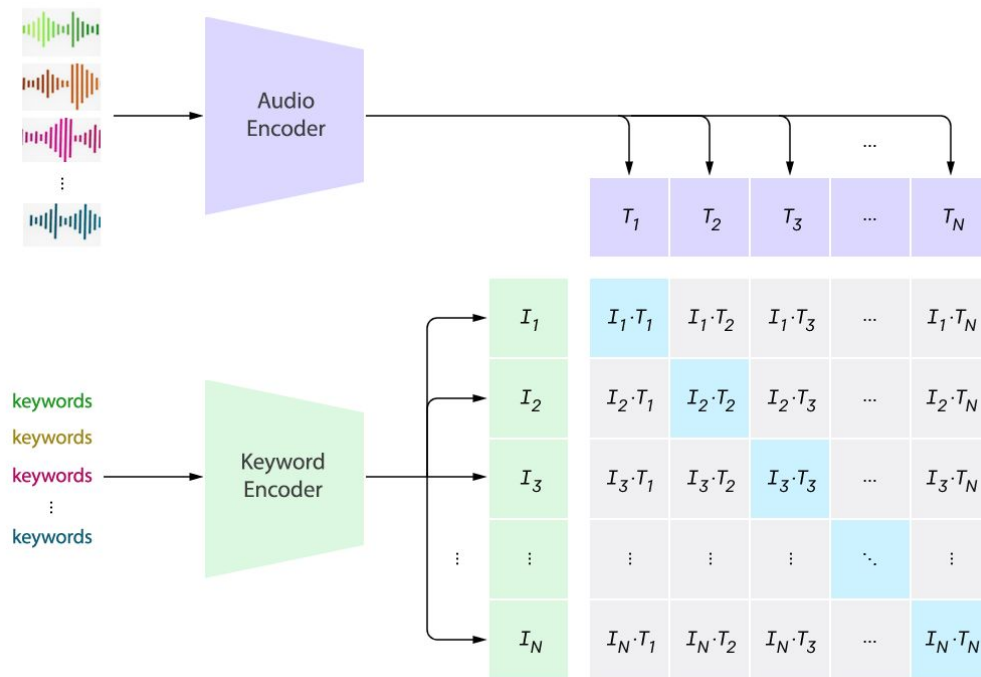 Audio
Encoder
...
⋮
T1 T2 T3 ... TN
I1 I1·T1 I1·T2 I1·T3 ... I1·TN
keywords
I2 I2·T1 I2·T2 I2·T3 ... I2·TN
keywords
Keyword
Encoder
keywords
I3 I3·T1 I3·T2 I3·T3 ... I3·TN
⋮
keywords
⋮ ⋮ ⋮ ⋮ ⋮ ⋱ ⋮
IN IN·T1 IN·T2 IN·T3 ... IN·TN